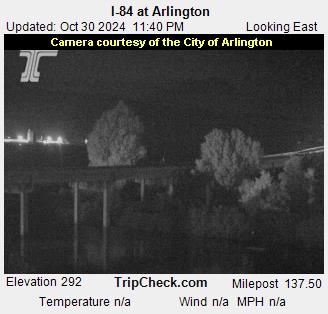 I-84 at Arlington
Updated: Oct 30 2024 11:40 PM Looking East
Camera courtesy of the City of Arlington
Elevation 292 TripCheck.com Milepost 137.50
Temperature n/a Wind n/a MPH n/a